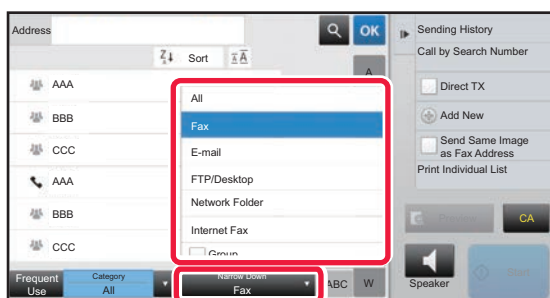 Address
OK
Sort
A
AAA
BBB
CCC
AAA
BBB
CCC
All
Fax
E-mail
FTP/Desktop
Network Folder
Internet Fax
Group
Frequent
Use
Category
All
Narrow Down
Fax
ABC
W
Sending History
Call by Search Number
Direct TX
Add New
Send Same Image
as Fax Address
Print Individual List
Preview
CA
Speaker
Start